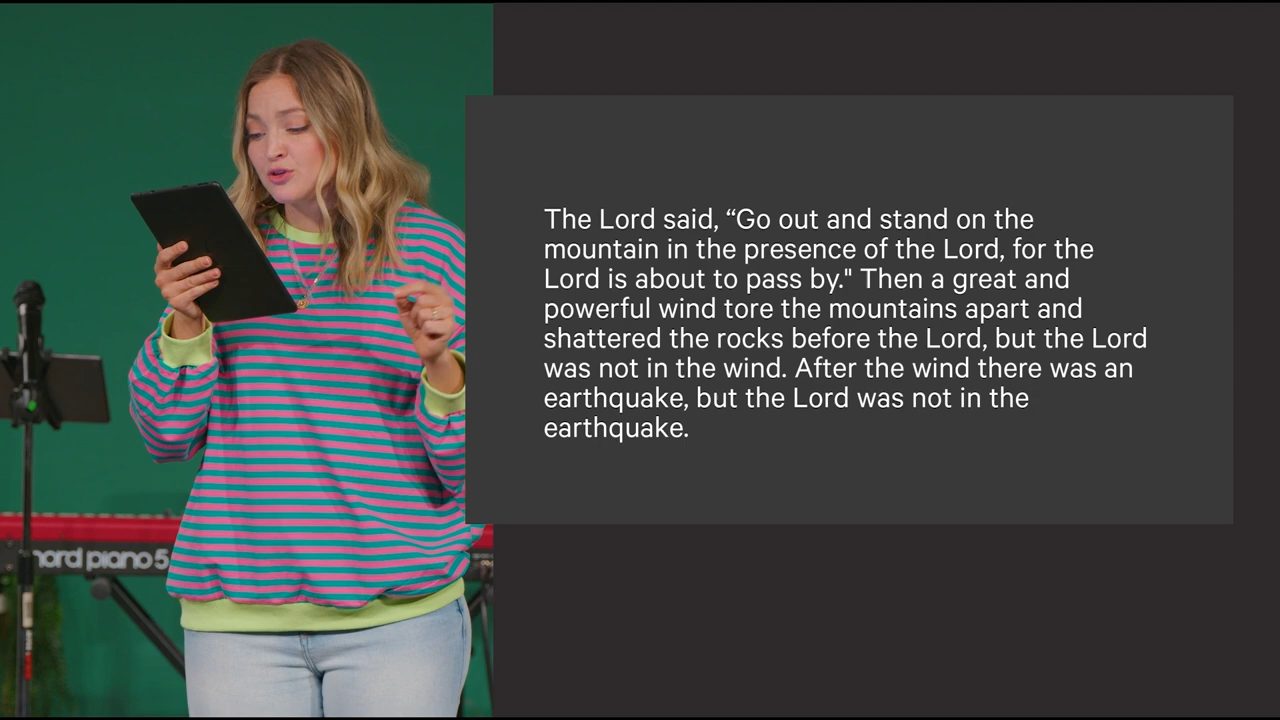 The Lord said, “Go out and stand on the
mountain in the presence of the Lord, for the
Lord is about to pass by." Then a great and
powerful wind tore the mountains apart and
shattered the rocks before the Lord, but the Lord
was not in the wind. After the wind there was an
earthquake, but the Lord was not in the
earthquake.
nord piano 5